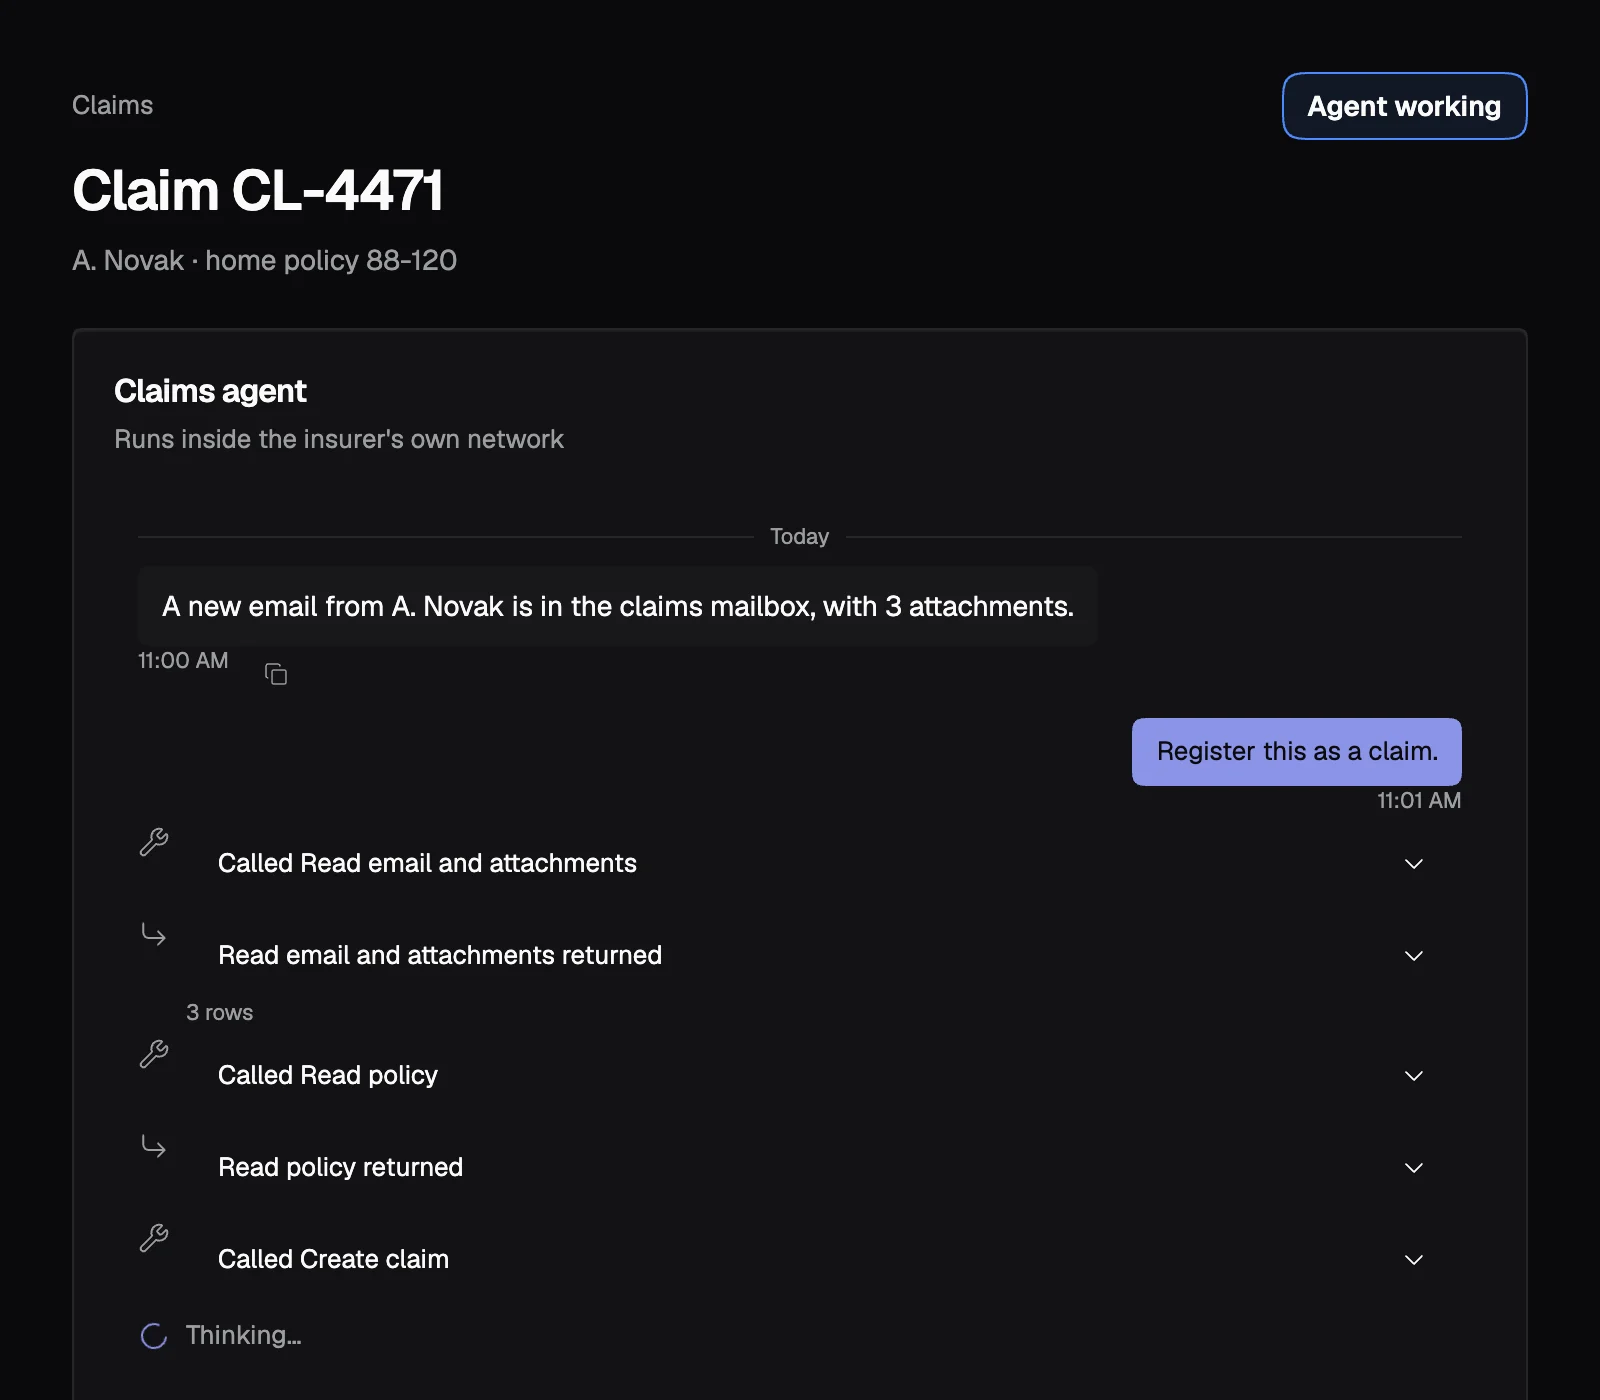 Claims
Agent working
Claim CL-4471
A. Novak · home policy 88-120
Claims agent
Runs inside the insurer's own network
Today
A new email from A. Novak is in the claims mailbox, with 3 attachments.
11:00 AM
Register this as a claim.
11:01 AM
Called Read email and attachments
Read email and attachments returned
3 rows
Called Read policy
Read policy returned
Called Create claim
Thinking...